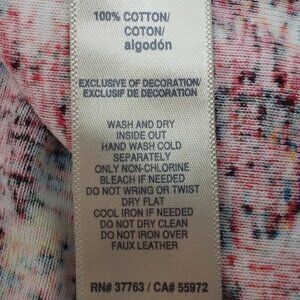 100% COTTON/
COTON/
algodón
EXCLUSIVE OF DECORATION/
EXCLUSIF DE DECORATION
WASH AND DRY
INSIDE OUT
HAND WASH COLD
SEPARATELY
ONLY NON-CHLORINE
BLEACH IF NEEDED
DO NOT WRING OR TWIST
DRY FLAT
COOL IRON IF NEEDED
DO NOT DRY CLEAN
DO NOT IRON OVER
FAUX LEATHER
RN# 37763 / CA# 55972